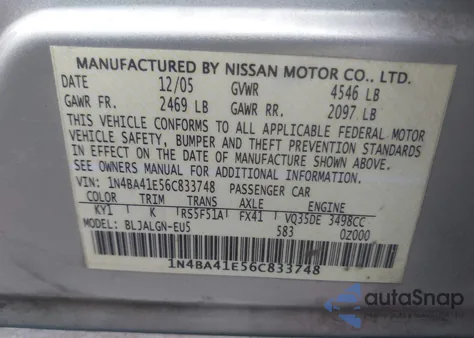 MANUFACTURED BY NISSAN MOTOR CO., LTD.
DATE 12/05 GVWR 4546 LB
GAWR FR. 2469 LB GAWR RR. 2097 LB
THIS VEHICLE CONFORMS TO ALL APPLICABLE FEDERAL MOTOR
VEHICLE SAFETY, BUMPER AND THEFT PREVENTION STANDARDS
IN EFFECT ON THE DATE OF MANUFACTURE SHOWN ABOVE.
SEE OWNERS MANUAL FOR ADDITIONAL INFORMATION
VIN: 1N4BA41E56C833748 PASSENGER CAR
COLOR TRIM TRANS AXLE ENGINE
KY1 K RS5F51A FX41 VQ35DE 3498CC
MODEL: BLJALGN-EU5 583 0Z000
1N4BA41E56C833748
autoSnap